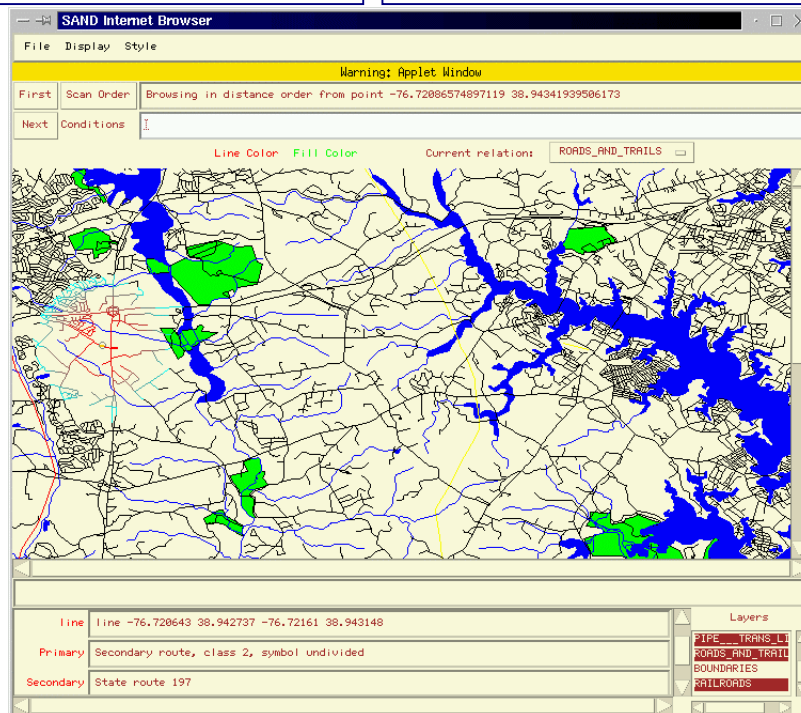 SAND Internet Browser
File Display Style
Warning: Applet Window
First Scan Order Browsing in distance order from point -76.72086574897119 38.94341939506173
Next Conditions
Line Color Fill Color Current relation: ROADS_AND_TRAILS
line line -76.720643 38.942737 -76.72161 38.943148 Layers
PIPE___TRANS_LI
Primary Secondary route, class 2, symbol undivided ROADS_AND_TRAIL
BOUNDARIES
Secondary State route 197 RAILROADS